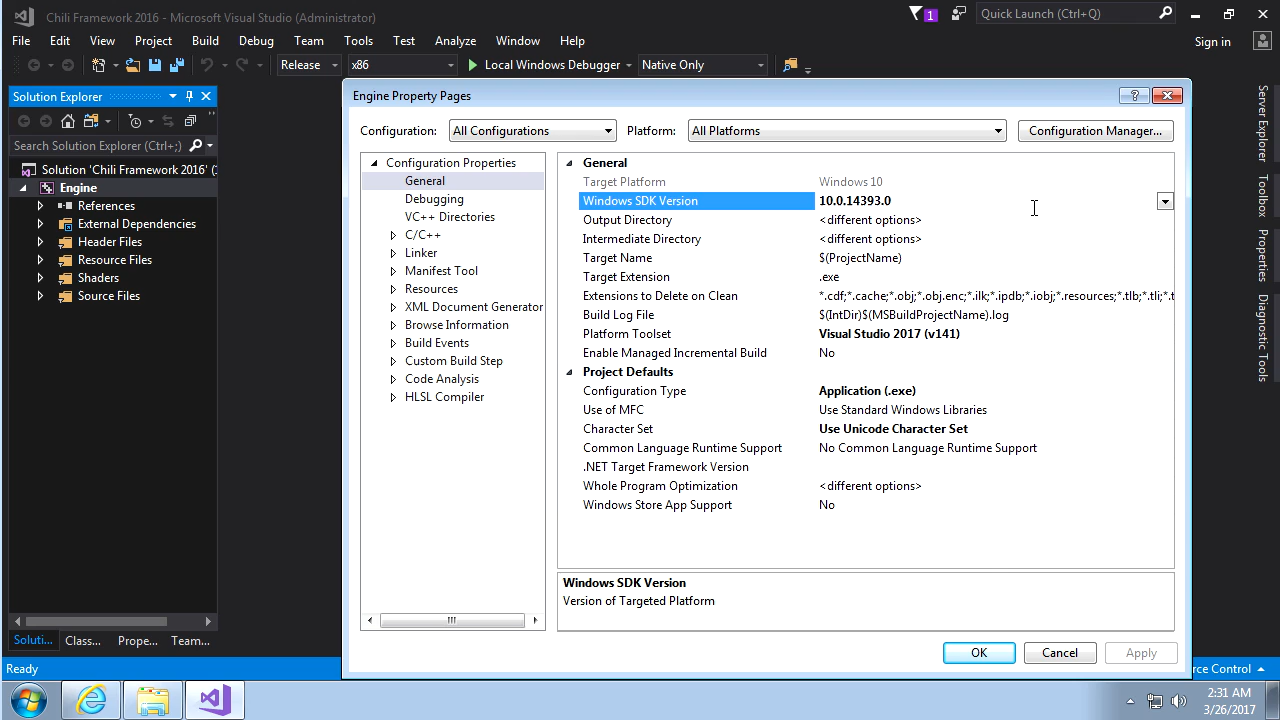 Chili Framework 2016 - Microsoft Visual Studio (Administrator)
1
Quick Launch (Ctrl+Q)
File Edit View Project Build Debug Team Tools Test Analyze Window Help
Sign in
Release x86 Local Windows Debugger Native Only
Solution Explorer
Search Solution Explorer (Ctrl+;)
Solution 'Chili Framework 2016' (1
Engine
References
External Dependencies
Header Files
Resource Files
Shaders
Source Files
Soluti... Class... Prope... Team...
Engine Property Pages
?
Configuration: All Configurations Platform: All Platforms Configuration Manager...
Configuration Properties
General
Debugging
VC++ Directories
C/C++
Linker
Manifest Tool
Resources
XML Document Generator
Browse Information
Build Events
Custom Build Step
Code Analysis
HLSL Compiler
General
Target Platform Windows 10
Windows SDK Version 10.0.14393.0
Output Directory <different options>
Intermediate Directory <different options>
Target Name $(ProjectName)
Target Extension .exe
Extensions to Delete on Clean *.cdf;*.cache;*.obj;*.obj.enc;*.ilk;*.ipdb;*.iobj;*.resources;*.tlb;*.tli;*.t
Build Log File $(IntDir)$(MSBuildProjectName).log
Platform Toolset Visual Studio 2017 (v141)
Enable Managed Incremental Build No
Project Defaults
Configuration Type Application (.exe)
Use of MFC Use Standard Windows Libraries
Character Set Use Unicode Character Set
Common Language Runtime Support No Common Language Runtime Support
.NET Target Framework Version
Whole Program Optimization <different options>
Windows Store App Support No
Windows SDK Version
Version of Targeted Platform
OK Cancel Apply
Server Explorer
Toolbox
Properties
Diagnostic Tools
Ready
rce Control
2:31 AM
3/26/2017